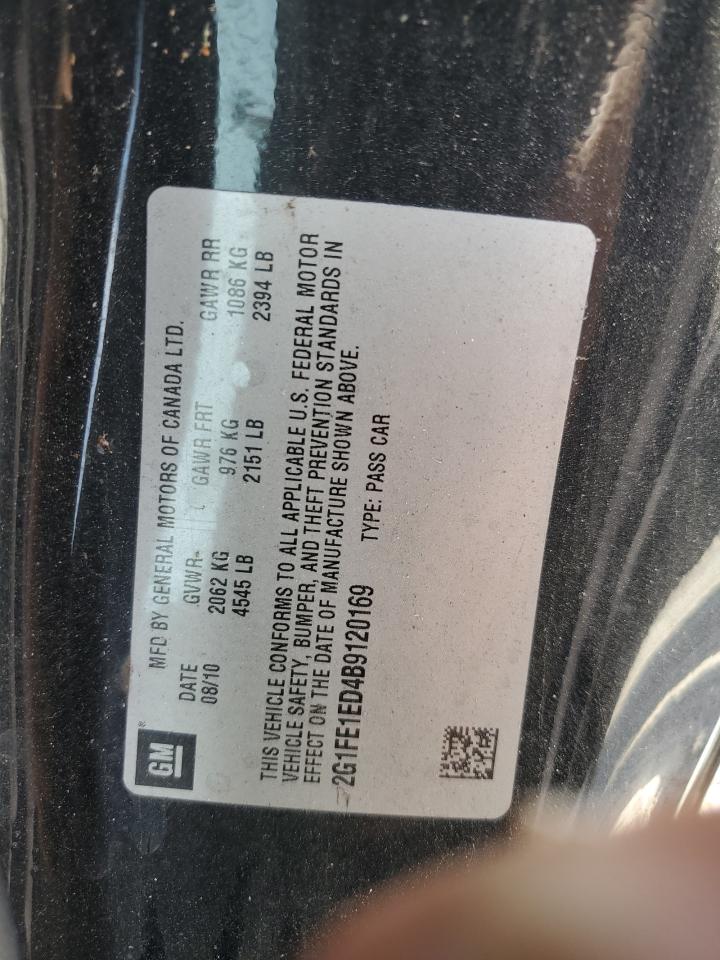 GM®
MFD BY GENERAL MOTORS OF CANADA LTD.
DATE GVWR GAWR FRT GAWR RR
08/10 2062 KG 976 KG 1086 KG
4545 LB 2151 LB 2394 LB
THIS VEHICLE CONFORMS TO ALL APPLICABLE U.S. FEDERAL MOTOR
VEHICLE SAFETY, BUMPER, AND THEFT PREVENTION STANDARDS IN
EFFECT ON THE DATE OF MANUFACTURE SHOWN ABOVE.
2G1FE1ED4B9120169 TYPE: PASS CAR